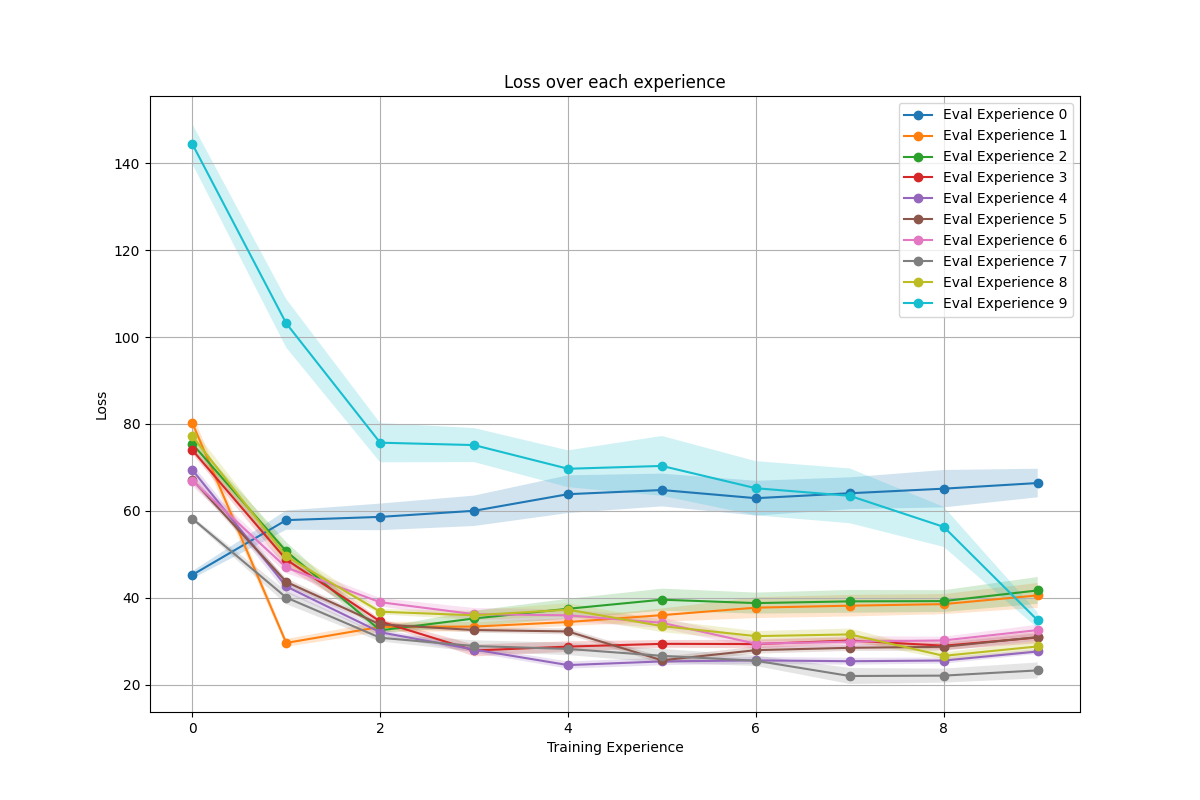 Loss over each experience
Eval Experience 0
Eval Experience 1
Eval Experience 2
Eval Experience 3
Eval Experience 4
Eval Experience 5
Eval Experience 6
Eval Experience 7
Eval Experience 8
Eval Experience 9
140
120
100
80
60
40
20
Loss
0 2 4 6 8
Training Experience